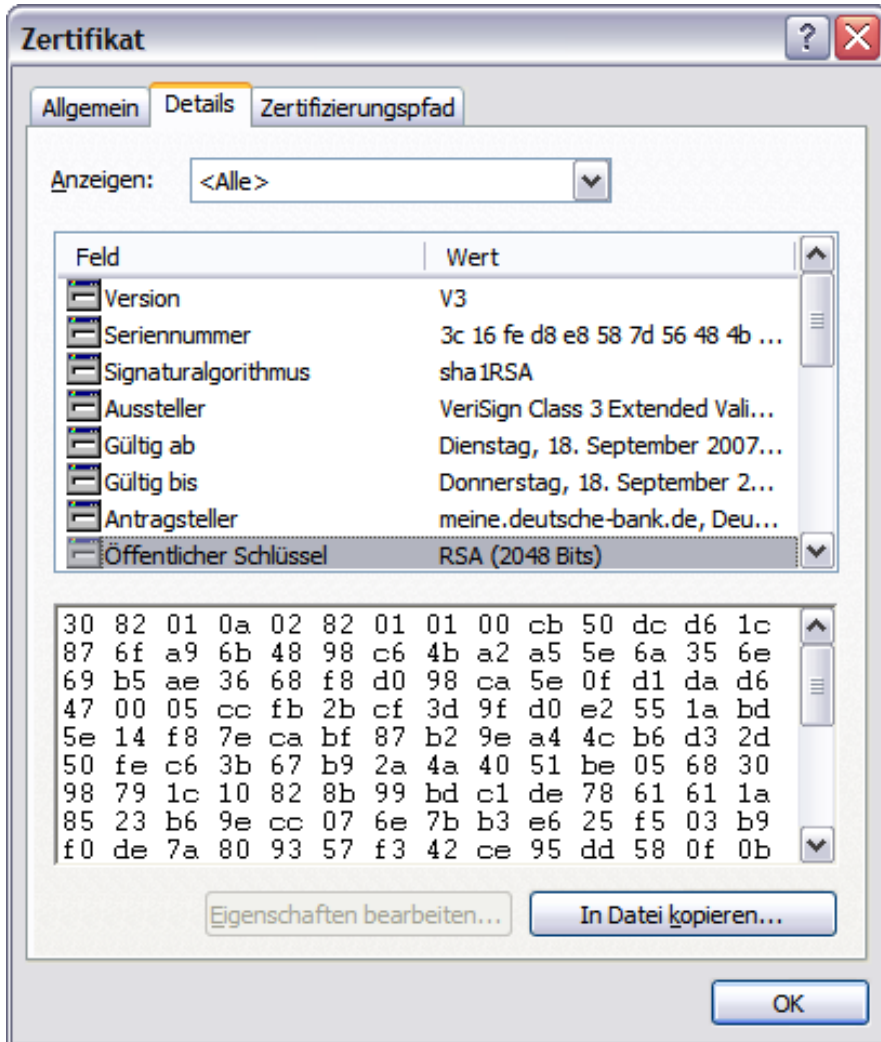 Zertifikat
Allgemein Details Zertifizierungspfad
Anzeigen: <Alle>
Feld Wert
Version V3
Seriennummer 3c 16 fe d8 e8 58 7d 56 48 4b ...
Signaturalgorithmus sha1RSA
Aussteller VeriSign Class 3 Extended Vali...
Gültig ab Dienstag, 18. September 2007...
Gültig bis Donnerstag, 18. September 2...
Antragsteller meine.deutsche-bank.de, Deu...
Öffentlicher Schlüssel RSA (2048 Bits)
30 82 01 0a 02 82 01 01 00 cb 50 dc d6 1c
87 6f a9 6b 48 98 c6 4b a2 a5 5e 6a 35 6e
69 b5 ae 36 68 f8 d0 98 ca 5e 0f d1 da d6
47 00 05 cc fb 2b cf 3d 9f d0 e2 55 1a bd
5e 14 f8 7e ca bf 87 b2 9e a4 4c b6 d3 2d
50 fe c6 3b 67 b9 2a 4a 40 51 be 05 68 30
98 79 1c 10 82 8b 99 bd c1 de 78 61 61 1a
85 23 b6 9e cc 07 6e 7b b3 e6 25 f5 03 b9
f0 de 7a 80 93 57 f3 42 ce 95 dd 58 0f 0b
Eigenschaften bearbeiten... In Datei kopieren...
OK